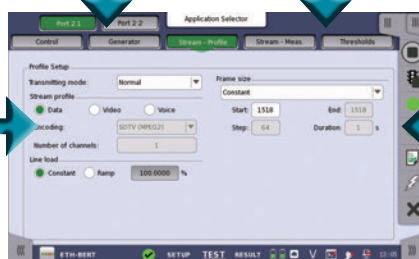 Port 2 1
Port 2 2
Application Selector
Control
Generator
Stream - Profile
Stream - Meas.
Thresholds
Profile Setup
Transmitting mode:
Normal
Stream profile
Data
Video
Voice
Encoding:
SDTV (MPEG2)
Number of channels:
1
Line load
Constant
Ramp
100.0000 %
Frame size
Constant
Start: 1518
End: 1518
Step: 64
Duration: 1 s
ETH-BERT
SETUP
TEST
RESULT
V